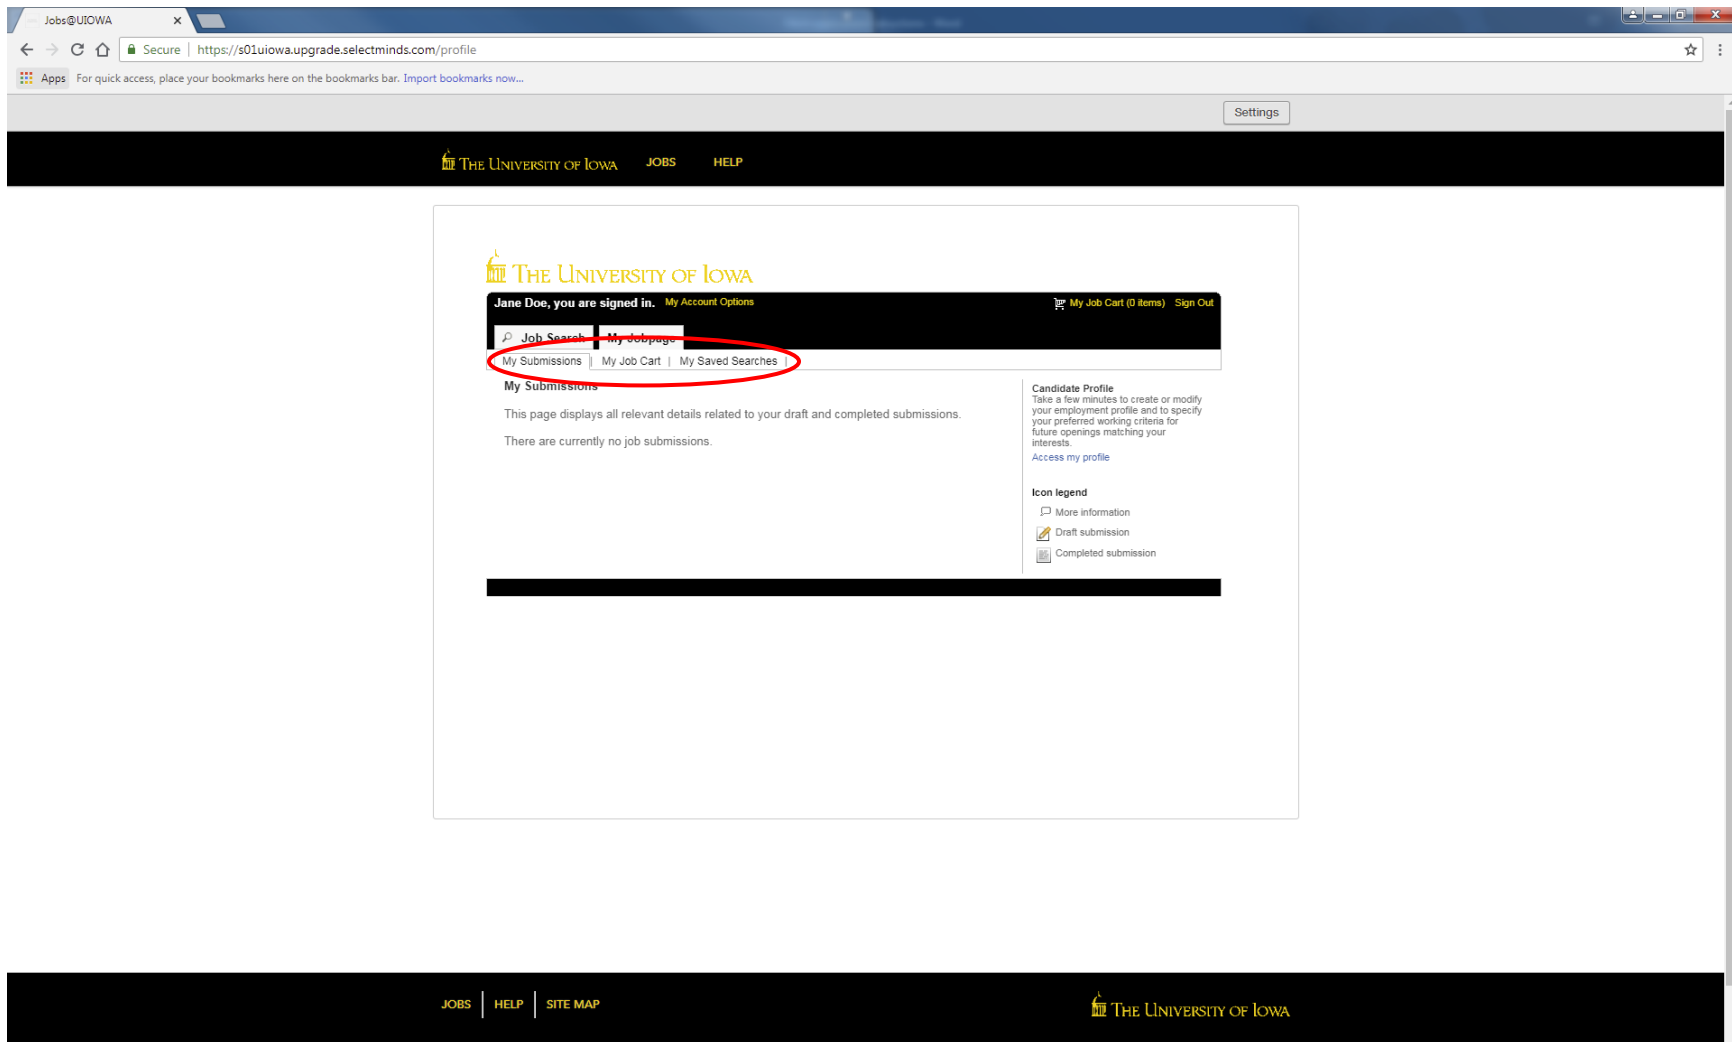 Jobs@UIOWA
Secure | https://s01uiowa.upgrade.selectminds.com/profile
Apps For quick access, place your bookmarks here on the bookmarks bar. Import bookmarks now...
Settings
THE UNIVERSITY OF IOWA JOBS HELP
THE UNIVERSITY OF IOWA
Jane Doe, you are signed in. My Account Options My Job Cart (0 items) Sign Out
Job Search My Jobpage
My Submissions | My Job Cart | My Saved Searches |
My Submissions
This page displays all relevant details related to your draft and completed submissions.
There are currently no job submissions.
Candidate Profile
Take a few minutes to create or modify
your employment profile and to specify
your preferred working criteria for
future openings matching your
interests.
Access my profile
Icon legend
More information
Draft submission
Completed submission
JOBS HELP SITE MAP THE UNIVERSITY OF IOWA